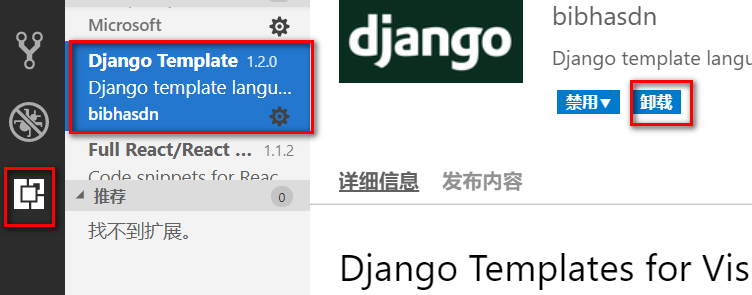 Microsoft
Django Template 1.2.0
Django template langu...
bibhasdn
Full React/React ... 1.1.2
Code snippets for Reac
推荐 0
找不到扩展。
django
bibhasdn
Django template langu
禁用▼ 卸载
详细信息 发布内容
Django Templates for Vis